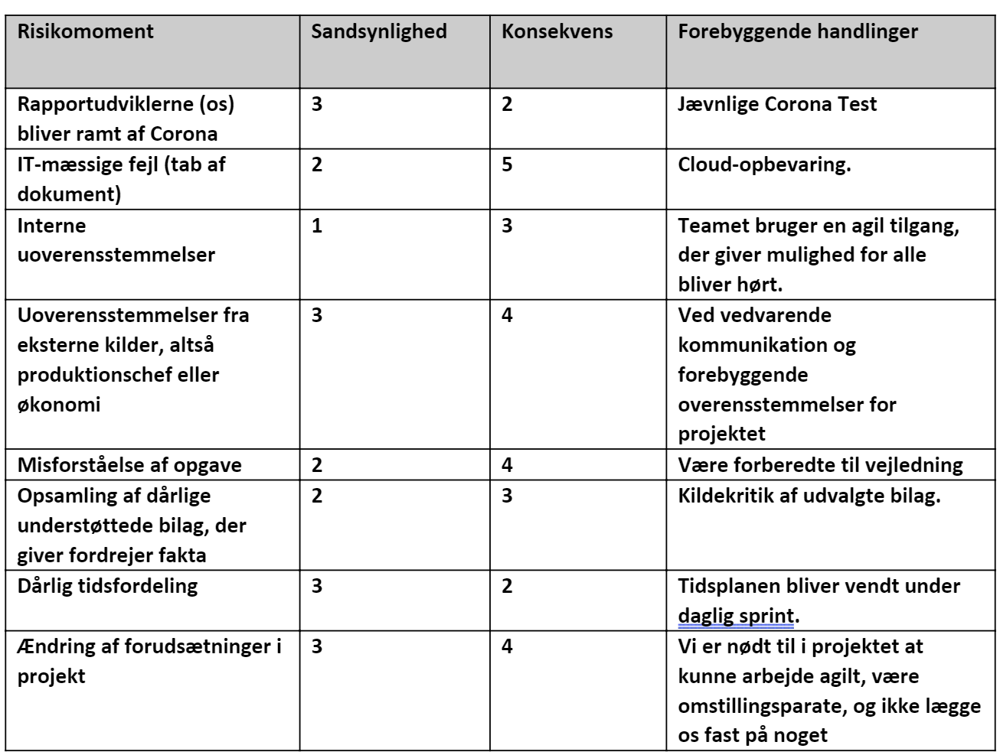 Risikomoment Sandsynlighed Konsekvens Forebyggende handlinger
Rapportudviklerne (os) 3 2 Jævnlige Corona Test
bliver ramt af Corona
IT-mæssige fejl (tab af 2 5 Cloud-opbevaring.
dokument)
Interne 1 3 Teamet bruger en agil tilgang,
uoverensstemmelser der giver mulighed for alle
bliver hørt.
Uoverensstemmelser fra 3 4 Ved vedvarende
eksterne kilder, altså kommunikation og
produktionschef eller forebyggende
økonomi overensstemmelser for
projektet
Misforståelse af opgave 2 4 Være forberedte til vejledning
Opsamling af dårlige 2 3 Kildekritik af udvalgte bilag.
understøttede bilag, der
giver fordrejer fakta
Dårlig tidsfordeling 3 2 Tidsplanen bliver vendt under
daglig sprint.
Ændring af forudsætninger i 3 4 Vi er nødt til i projektet at
projekt kunne arbejde agilt, være
omstillingsparate, og ikke lægge
os fast på noget